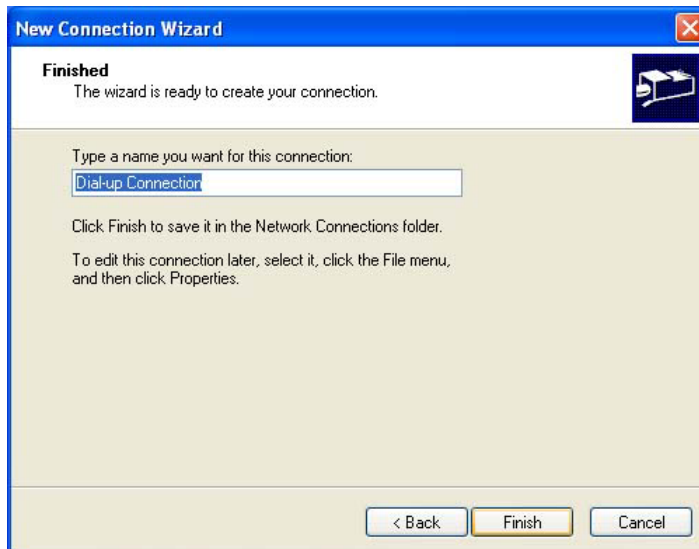 New Connection Wizard
Finished
The wizard is ready to create your connection.
Type a name you want for this connection:
Dial-up Connection
Click Finish to save it in the Network Connections folder.
To edit this connection later, select it, click the File menu,
and then click Properties.
< Back
Finish
Cancel